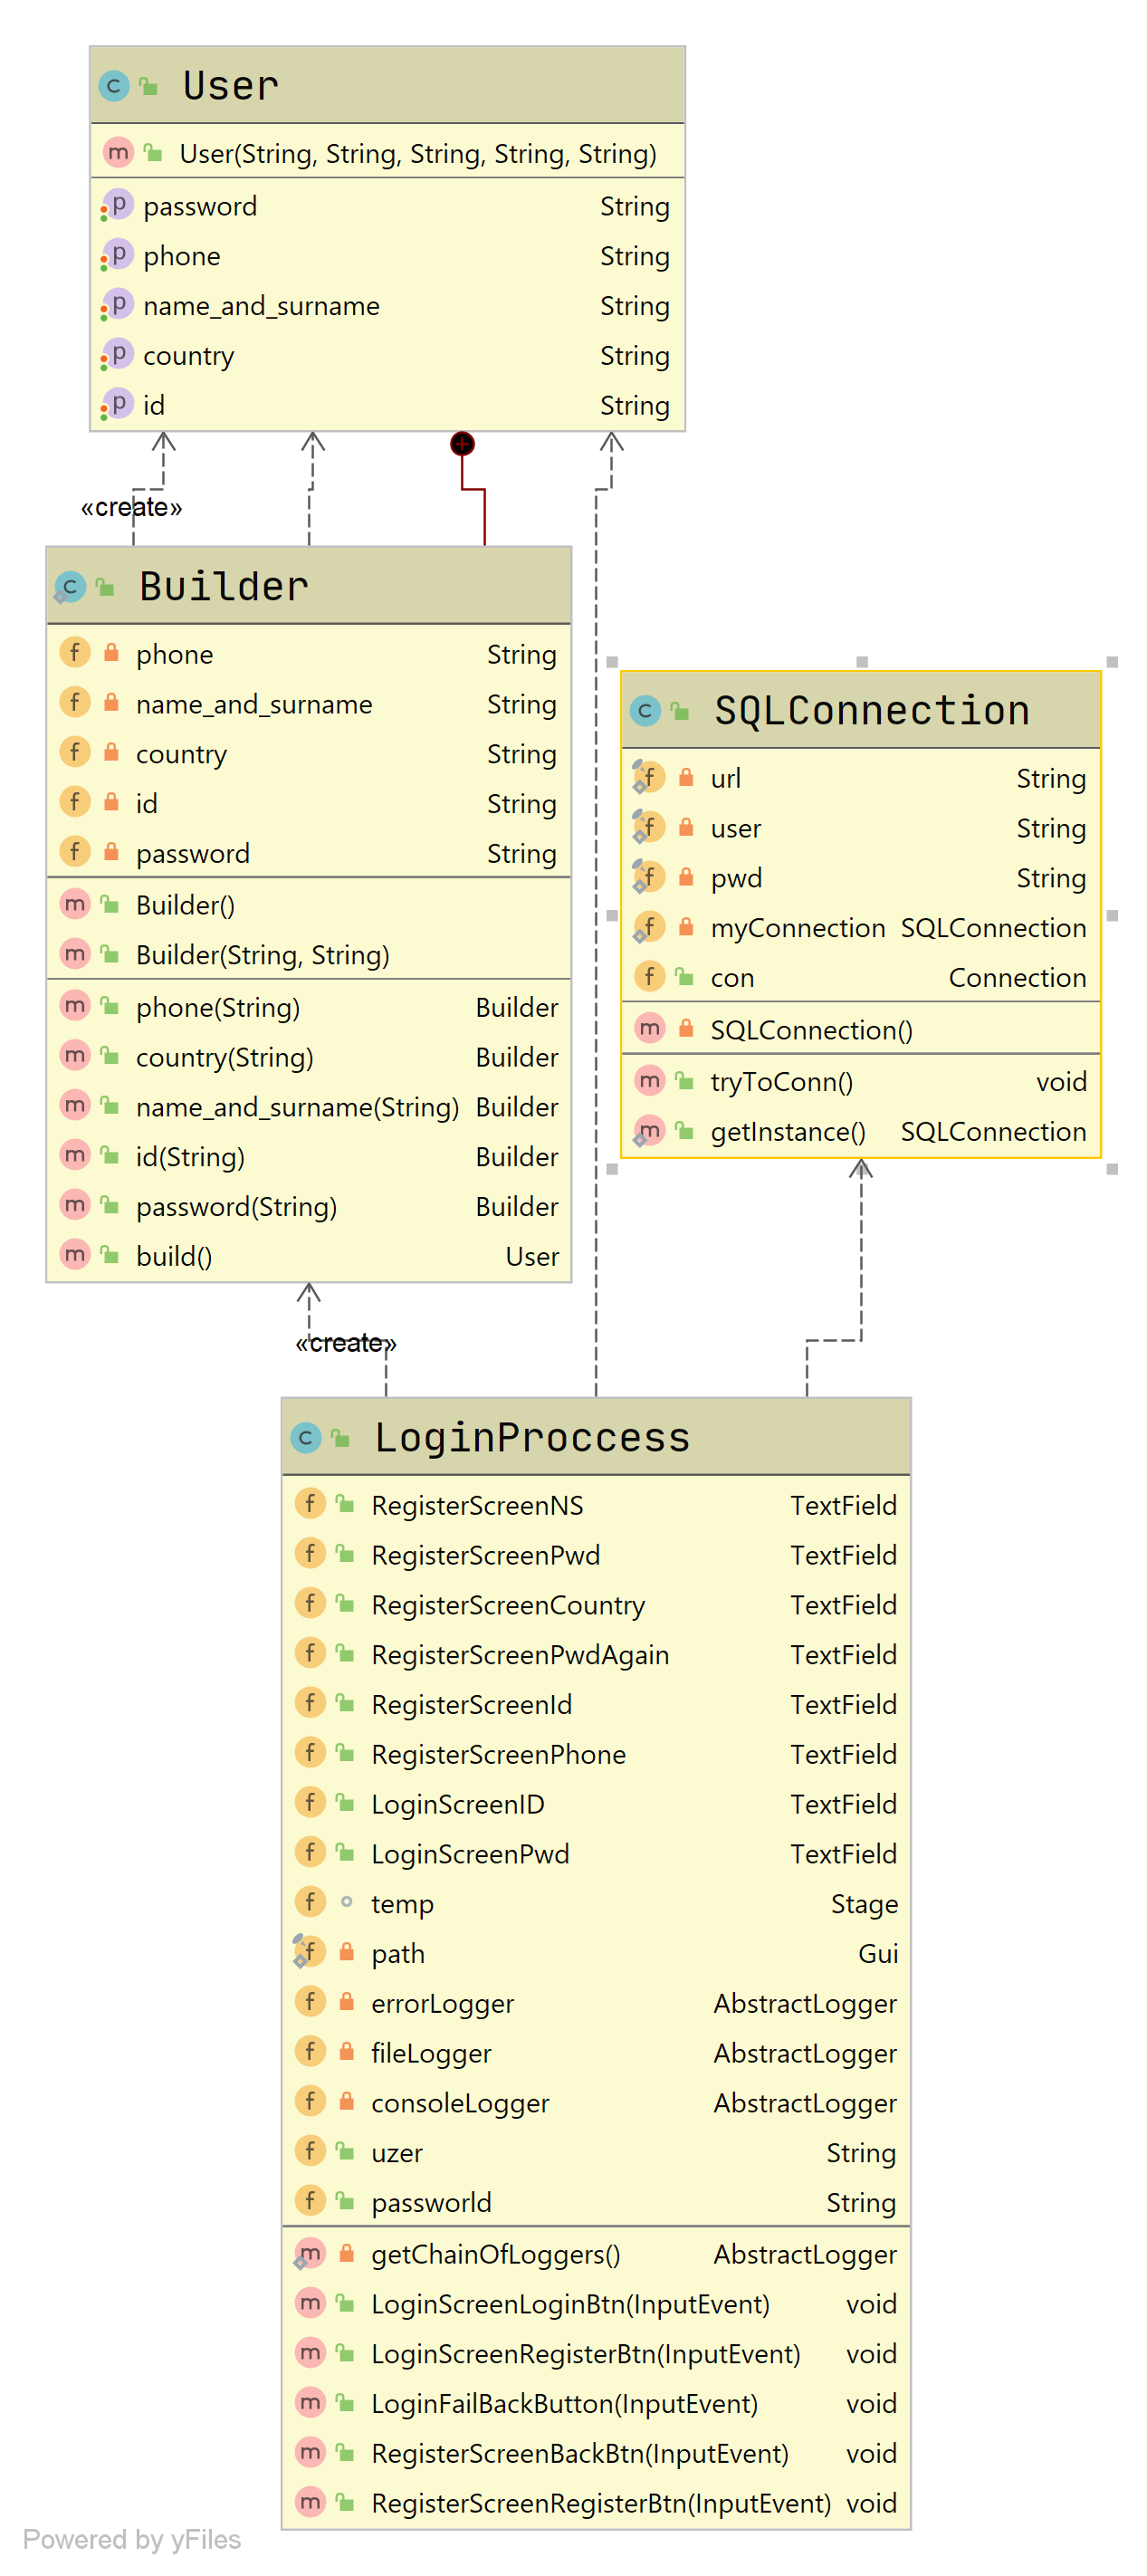 User
User(String, String, String, String, String)
password String
phone String
name_and_surname String
country String
id String
«create»
Builder
phone String
name_and_surname String
country String
id String
password String
Builder()
Builder(String, String)
phone(String) Builder
country(String) Builder
name_and_surname(String) Builder
id(String) Builder
password(String) Builder
build() User
SQLConnection
url String
user String
pwd String
myConnection SQLConnection
con Connection
SQLConnection()
tryToConn() void
getInstance() SQLConnection
«create»
LoginProccess
RegisterScreenNS TextField
RegisterScreenPwd TextField
RegisterScreenCountry TextField
RegisterScreenPwdAgain TextField
RegisterScreenId TextField
RegisterScreenPhone TextField
LoginScreenID TextField
LoginScreenPwd TextField
temp Stage
path Gui
errorLogger AbstractLogger
fileLogger AbstractLogger
consoleLogger AbstractLogger
uzer String
passworld String
getChainOfLoggers() AbstractLogger
LoginScreenLoginBtn(InputEvent) void
LoginScreenRegisterBtn(InputEvent) void
LoginFailBackButton(InputEvent) void
RegisterScreenBackBtn(InputEvent) void
RegisterScreenRegisterBtn(InputEvent) void
Powered by yFiles